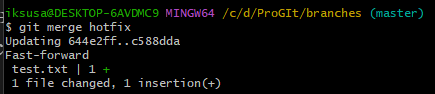 iksusa@DESKTOP-6AVDMC9 MINGW64 /c/d/ProGIt/branches (master)
$ git merge hotfix
Updating 644e2ff..c588dda
Fast-forward
 test.txt | 1 +
 1 file changed, 1 insertion(+)